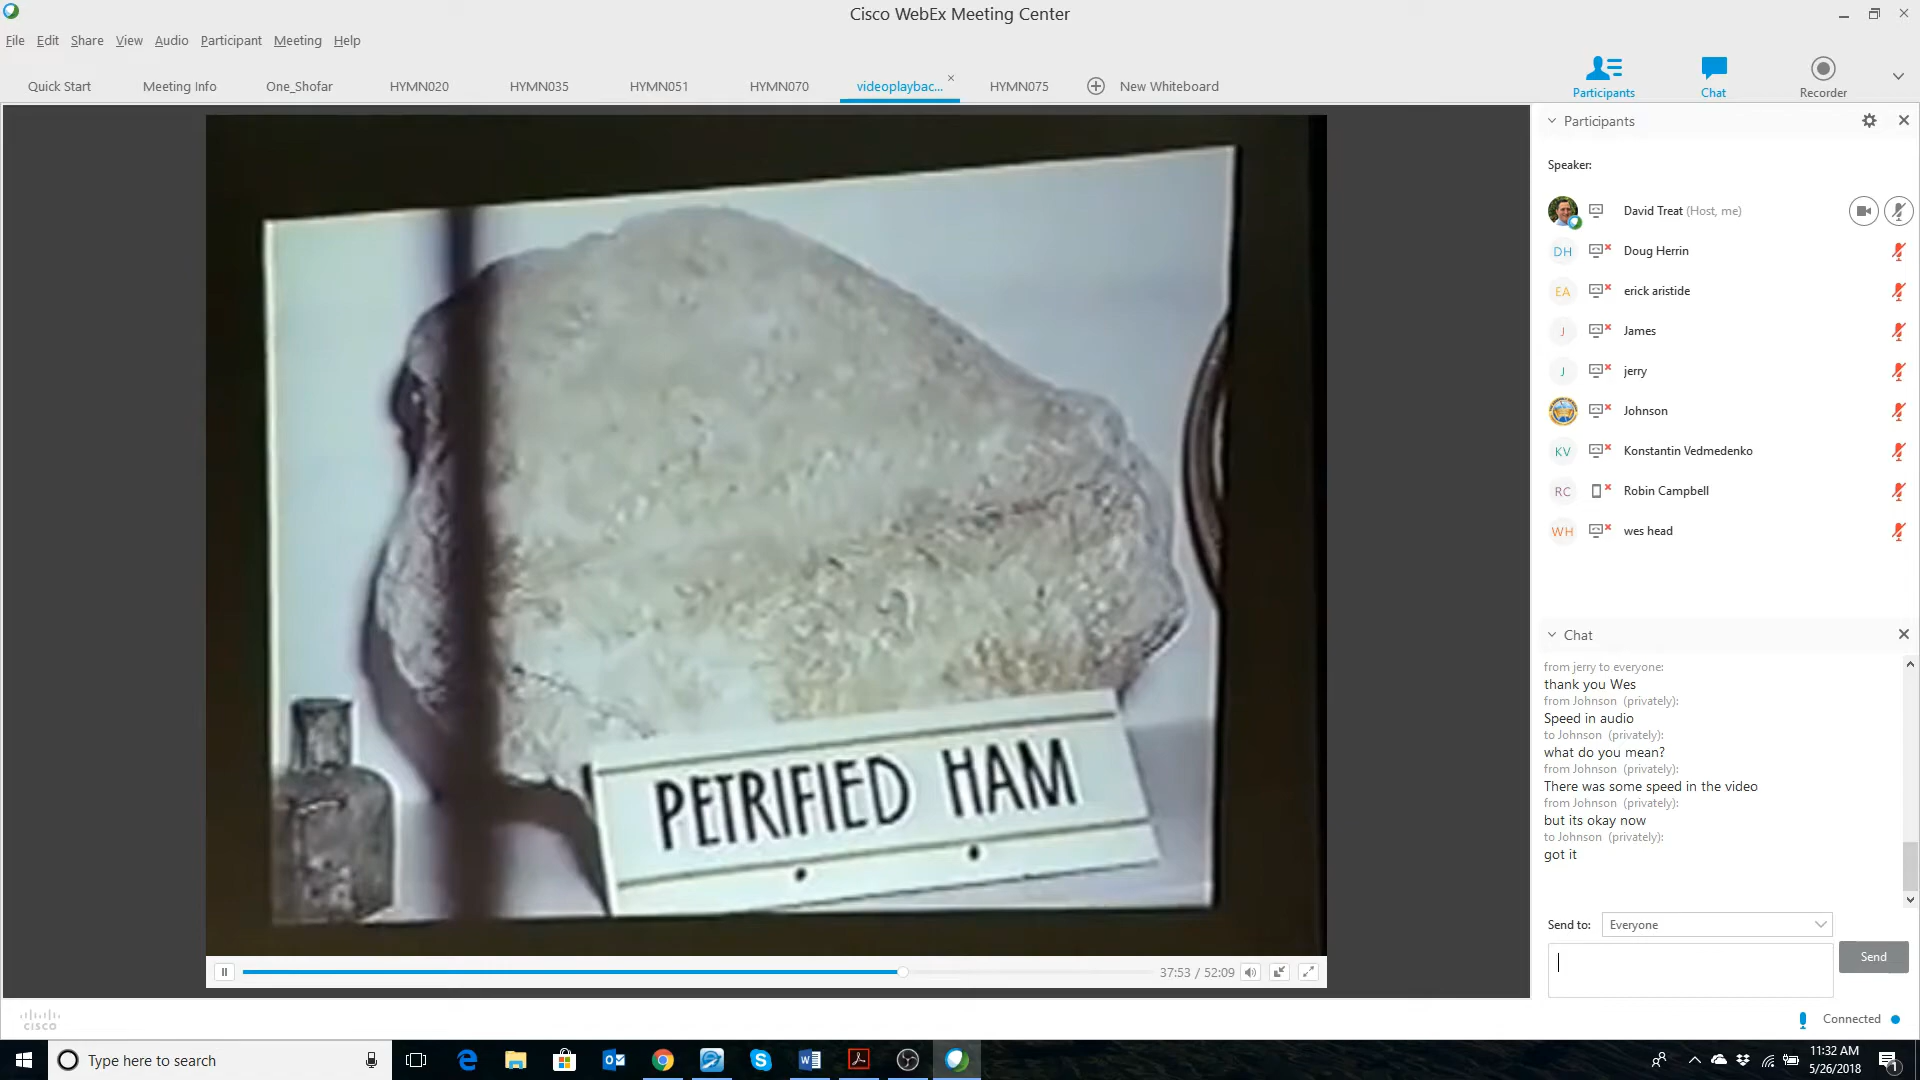 Cisco WebEx Meeting Center
File Edit Share View Audio Participant Meeting Help
Quick Start Meeting Info One_Shofar HYMN020 HYMN035 HYMN051 HYMN070 videoplaybac... HYMN075 New Whiteboard
Participants Chat Recorder
Participants
Speaker:
David Treat (Host, me)
DH Doug Herrin
EA erick aristide
J James
J jerry
Johnson
KV Konstantin Vedmedenko
RC Robin Campbell
WH wes head
PETRIFIED HAM
37:53 / 52:09
Chat
from jerry to everyone:
thank you Wes
from Johnson (privately):
Speed in audio
to Johnson (privately):
what do you mean?
from Johnson (privately):
There was some speed in the video
from Johnson (privately):
but its okay now
to Johnson (privately):
got it
Send to: Everyone
Send
CISCO
Connected
Type here to search
11:32 AM
5/26/2018
1